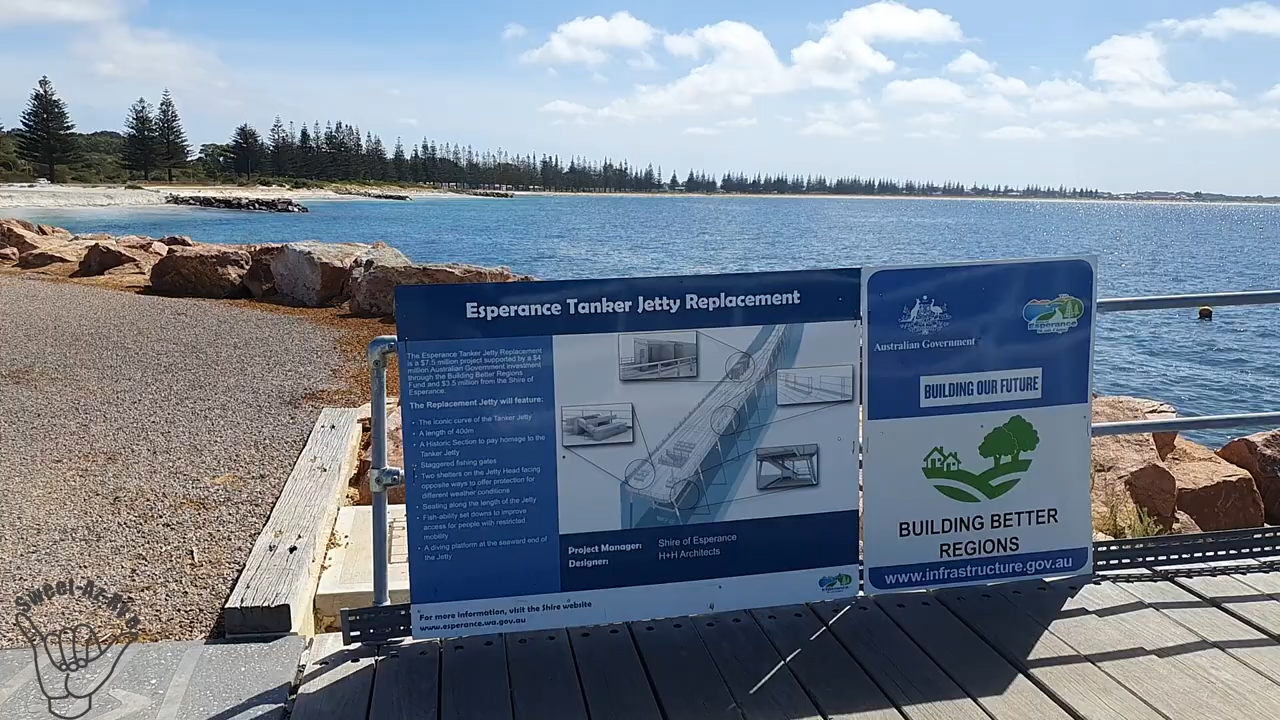 Esperance Tanker Jetty Replacement
The Esperance Tanker Jetty Replacement
is a $7.5 million project supported by a $4
million Australian Government investment
through the Building Better Regions
Fund and $3.5 million from the Shire of
Esperance.
The Replacement Jetty will feature:
• The iconic curve of the Tanker Jetty
• A length of 400m
• A Historic Section to pay homage to the
Tanker Jetty
• Staggered fishing gates
• Two shelters on the Jetty Head facing
opposite ways to offer protection for
different weather conditions
• Seating along the length of the Jetty
• Fish-ability set downs to improve
access for people with restricted
mobility
• A diving platform at the seaward end of
the Jetty
Project Manager: Shire of Esperance
Designer: H+H Architects
For more information, visit the Shire website
www.esperance.wa.gov.au
Australian Government
Esperance
BUILDING OUR FUTURE
BUILDING BETTER
REGIONS
www.infrastructure.gov.au